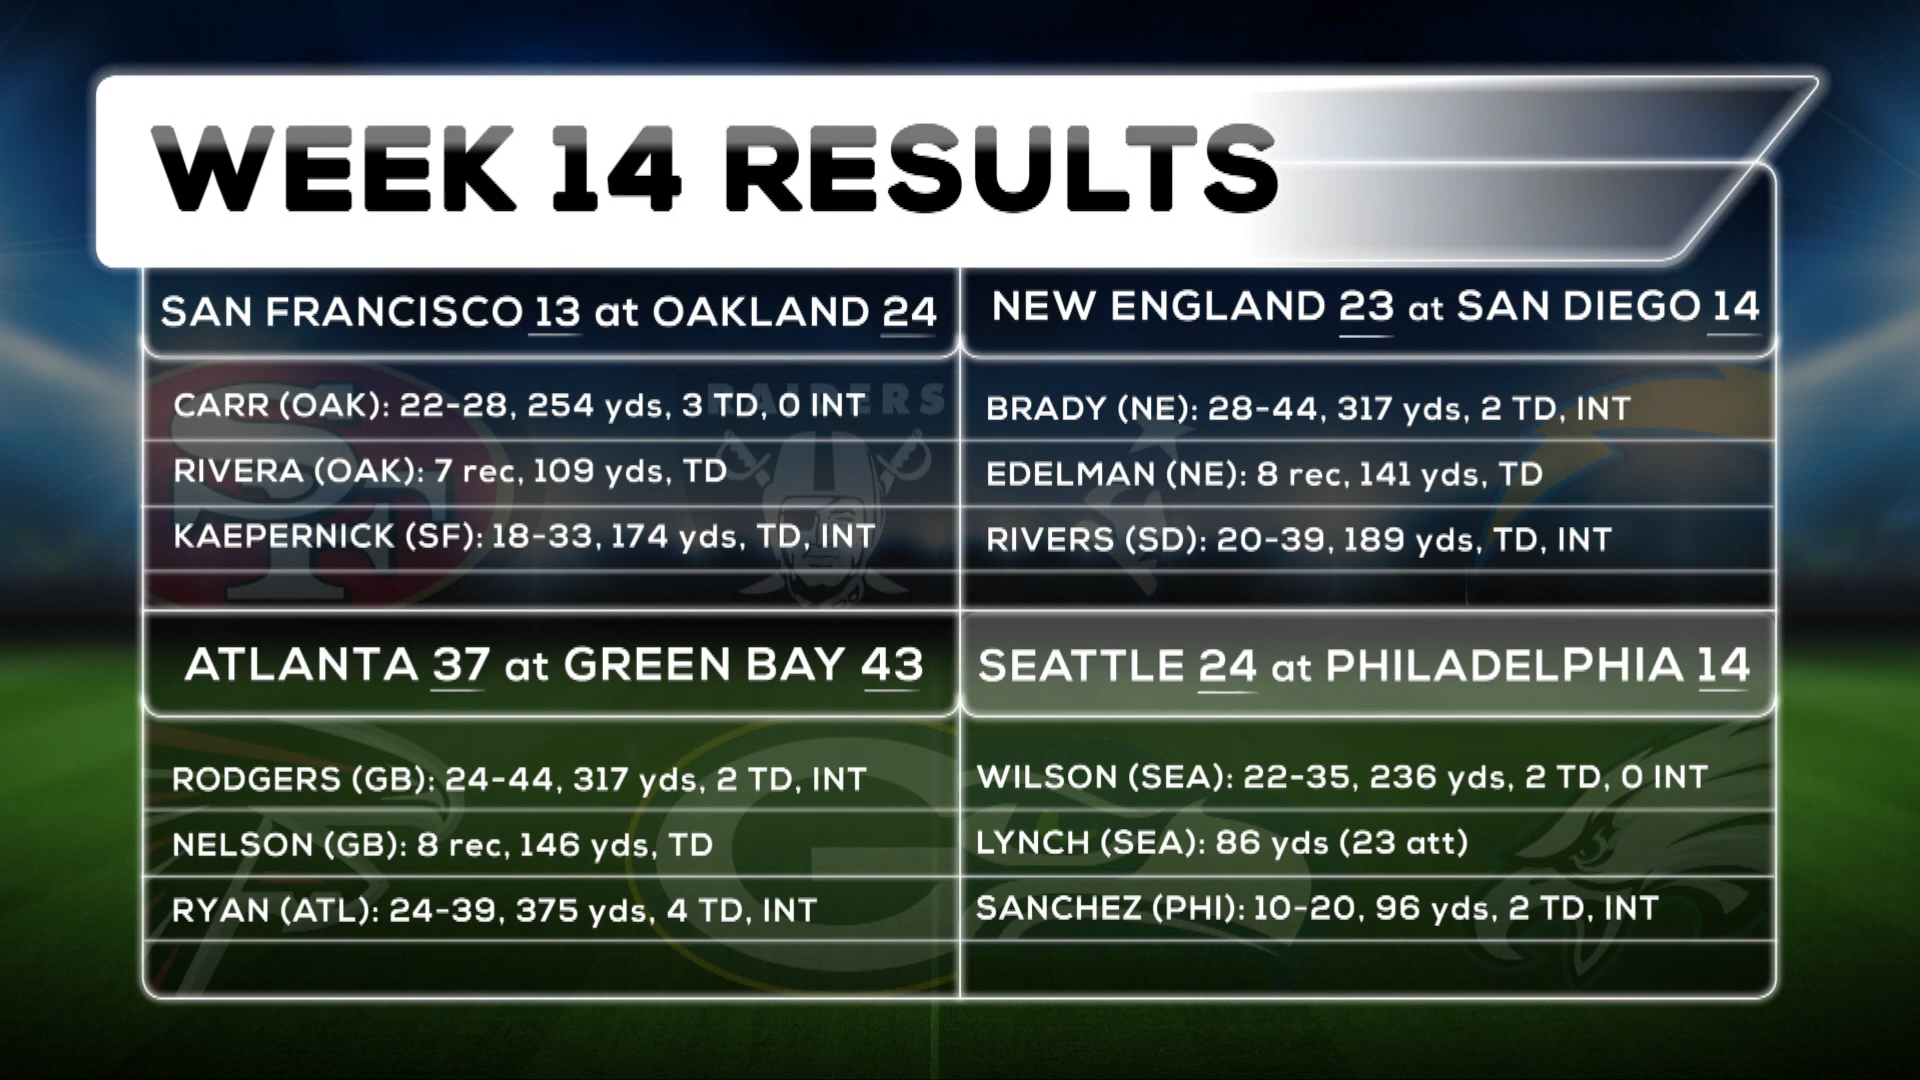 WEEK 14 RESULTS
SAN FRANCISCO 13 at OAKLAND 24
RAIDERS
CARR (OAK): 22-28, 254 yds, 3 TD, 0 INT
RIVERA (OAK): 7 rec, 109 yds, TD
KAEPERNICK (SF): 18-33, 174 yds, TD, INT
NEW ENGLAND 23 at SAN DIEGO 14
BRADY (NE): 28-44, 317 yds, 2 TD, INT
EDELMAN (NE): 8 rec, 141 yds, TD
RIVERS (SD): 20-39, 189 yds, TD, INT
ATLANTA 37 at GREEN BAY 43
RODGERS (GB): 24-44, 317 yds, 2 TD, INT
NELSON (GB): 8 rec, 146 yds, TD
RYAN (ATL): 24-39, 375 yds, 4 TD, INT
SEATTLE 24 at PHILADELPHIA 14
WILSON (SEA): 22-35, 236 yds, 2 TD, 0 INT
LYNCH (SEA): 86 yds (23 att)
SANCHEZ (PHI): 10-20, 96 yds, 2 TD, INT